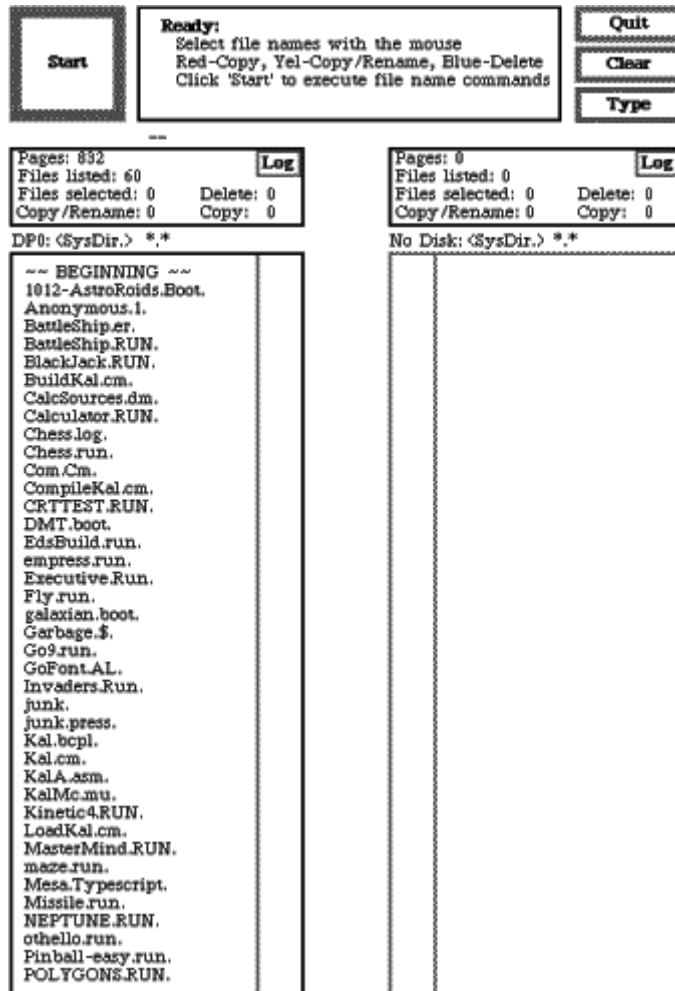 Start
Ready:
Select file names with the mouse
Red-Copy, Yel-Copy/Rename, Blue-Delete
Click 'Start' to execute file name commands
Quit
Clear
Type
Pages: 832
Log
Files listed: 60
Files selected: 0 Delete: 0
Copy/Rename: 0 Copy: 0
DP0: <SysDir.> *.*
~~ BEGINNING ~~
1012-AstroRoids.Boot.
Anonymous.1.
BattleShip.er.
BattleShip.RUN.
BlackJack.RUN.
BuildKal.cm.
CalcSources.dm.
Calculator.RUN.
Chess.log.
Chess.run.
Com.Cm.
CompileKal.cm.
CRTTEST.RUN.
DMT.boot.
EdsBuild.run.
empress.run.
Executive.Run.
Fly.run.
galaxian.boot.
Garbage.$.
Go9.run.
GoFont.AL.
Invaders.Run.
junk.
junk.press.
Kal.bcpl.
Kal.cm.
KalA.asm.
KalMc.mu.
Kinetic4.RUN.
LoadKal.cm.
MasterMind.RUN.
maze.run.
Mesa.Typescript.
Missile.run.
NEPTUNE.RUN.
othello.run.
Pinball-easy.run.
POLYGONS.RUN.
Pages: 0
Log
Files listed: 0
Files selected: 0 Delete: 0
Copy/Rename: 0 Copy: 0
No Disk: <SysDir.> *.*